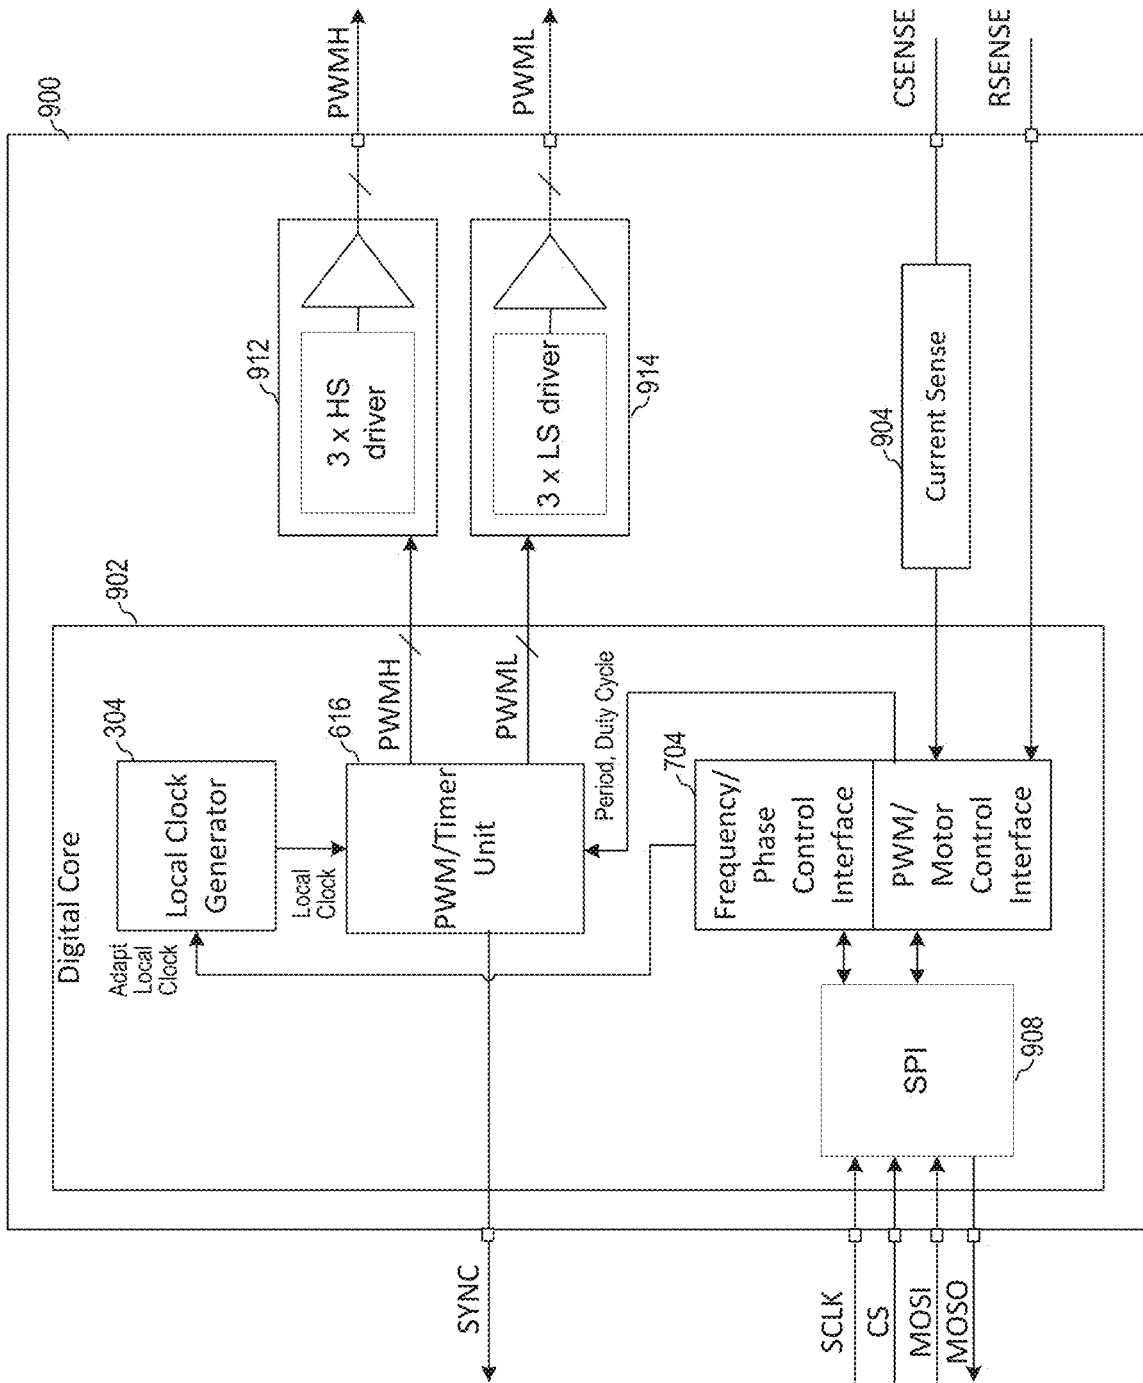 900
902
Digital Core
304
Local Clock
Generator
Adapt
Local
Clock
Local
Clock
616
PWM/Timer
Unit
PWMH
PWML
912
3 x HS
driver
914
3 x LS driver
PWMH
PWML
SYNC
Period, Duty Cycle
704
Frequency/
Phase
Control
Interface
PWM/
Motor
Control
Interface
904
Current Sense
CSENSE
RSENSE
SPI
908
SCLK
CS
MOSI
MOSO